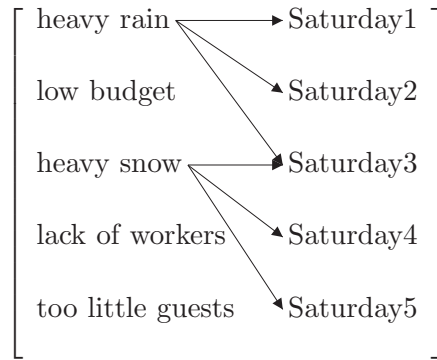 heavy rain Saturday1
low budget Saturday2
heavy snow Saturday3
lack of workers Saturday4
too little guests Saturday5